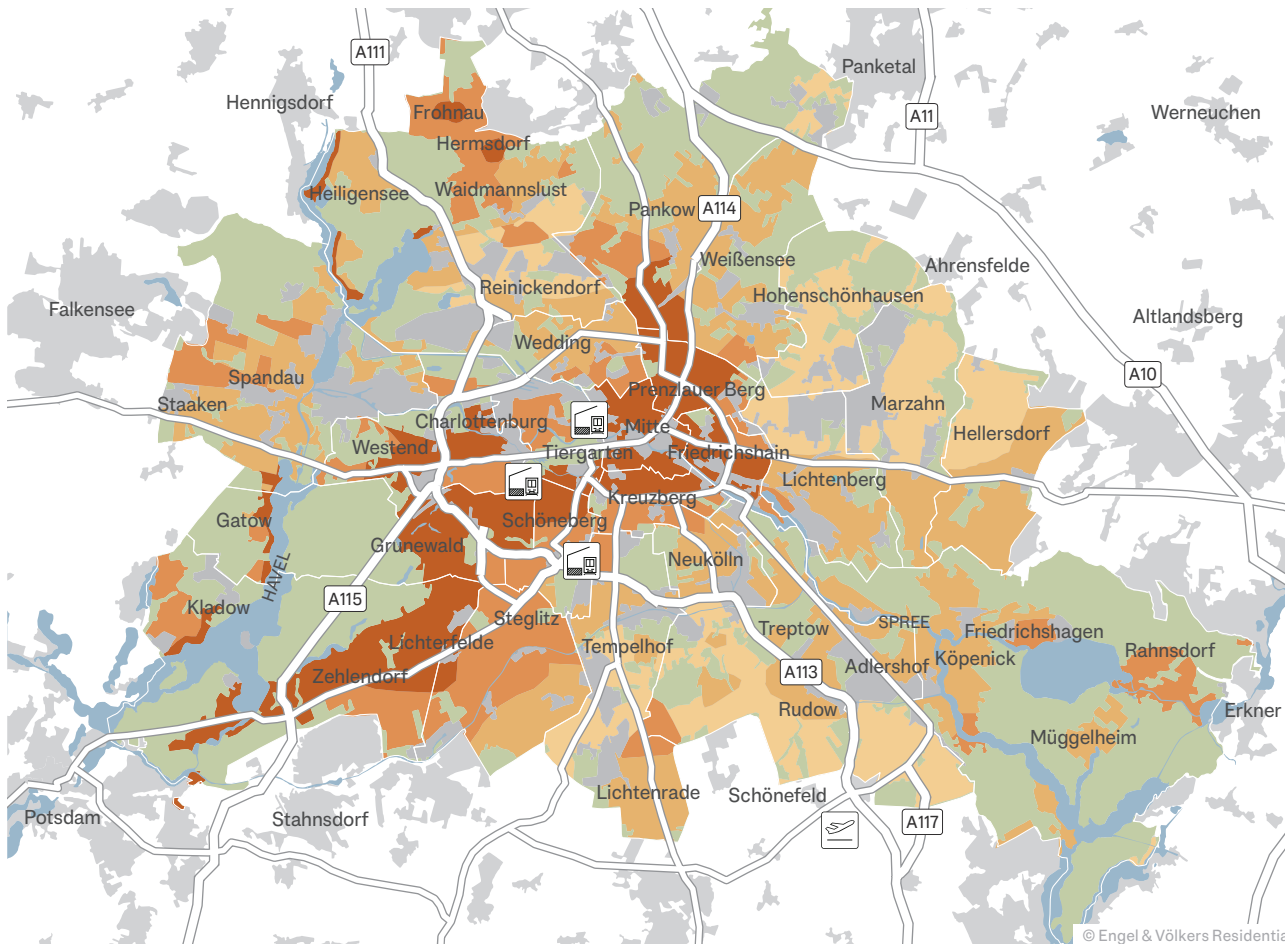 A111
Panketal
Hennigsdorf
Frohnau
A11
Werneuchen
Hermsdorf
Heiligensee
Waidmannslust
Pankow
A114
Weißensee
Ahrensfelde
Reinickendorf
Hohenschönhausen
Falkensee
Altlandsberg
Wedding
Spandau
A10
Prenzlauer Berg
Staaken
Marzahn
Charlottenburg
Mitte
Hellersdorf
Westend
Tiergarten
Friedrichshain
Lichtenberg
Kreuzberg
Gatow
Schöneberg
Grunewald
Neukölln
HAVEL
A115
Kladow
Steglitz
SPREE
Treptow
Friedrichshagen
Lichterfelde
Tempelhof
Rahnsdorf
Köpenick
Adlershof
Zehlendorf
A113
Rudow
Erkner
Müggelheim
Lichtenrade
Schönefeld
Potsdam
Stahnsdorf
A117
© Engel & Völkers Residentia